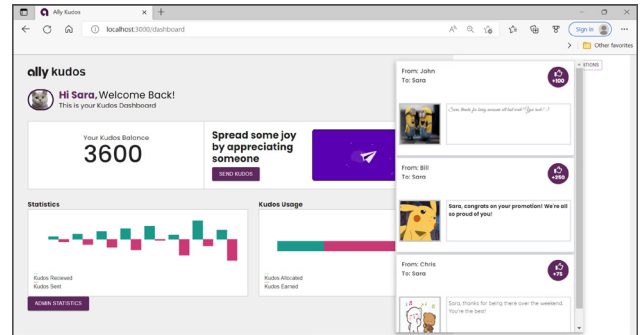 Ally Kudos
localhost:3000/dashboard
Sign in
Other favorites
ally kudos
Hi Sara, Welcome Back!
This is your Kudos Dashboard
Your Kudos Balance
3600
Spread some joy
by appreciating
someone
SEND KUDOS
Statistics
Kudos Recieved
Kudos Sent
ADMIN STATISTICS
Kudos Usage
Kudos Allocated
Kudos Earned
From: John
To: Sara
+100
From: Bill
To: Sara
+250
Sara, congrats on your promotion! We're all
so proud of you!
From: Chris
To: Sara
+75
Sara, thanks for being there over the weekend.
You're the best!